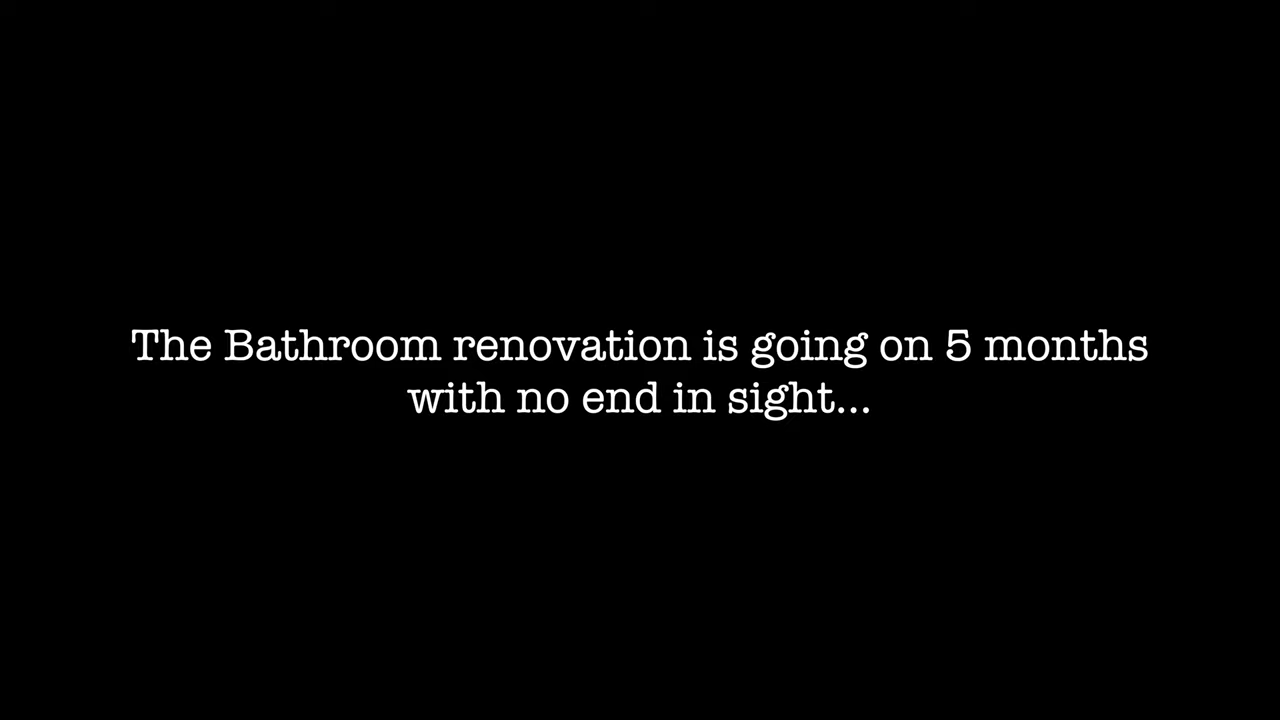 The Bathroom renovation is going on 5 months
with no end in sight...